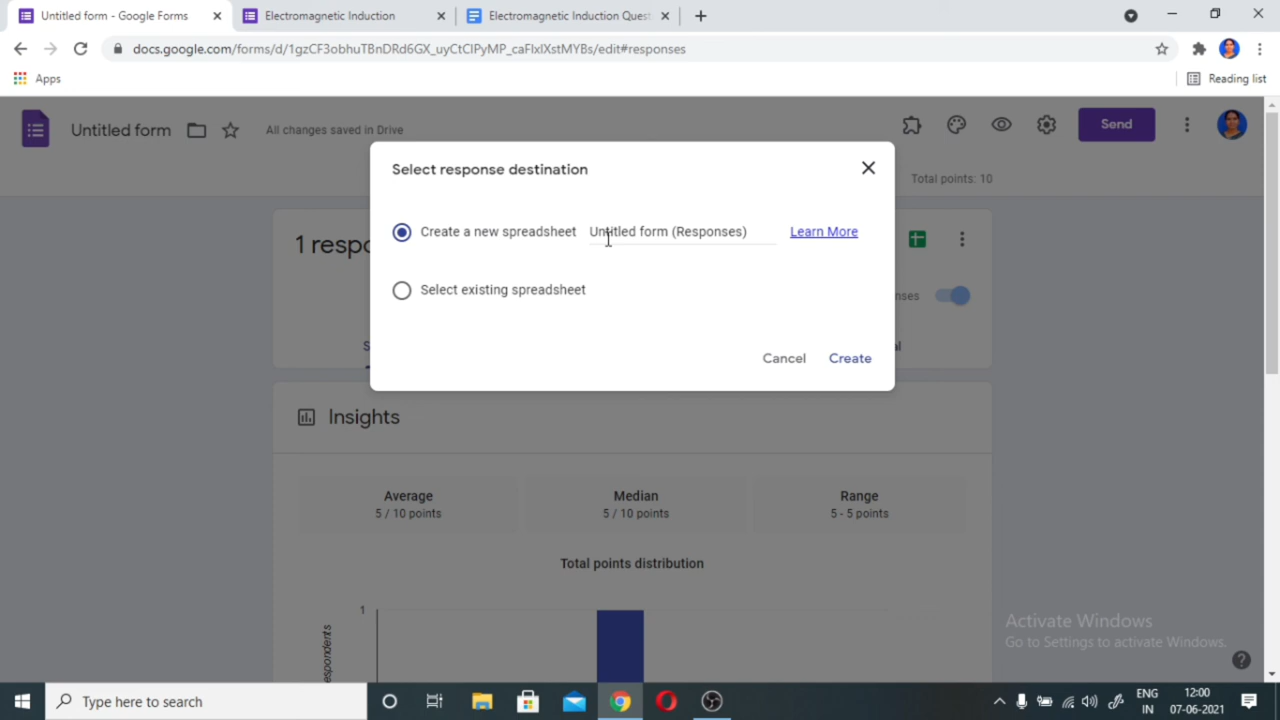 Untitled form - Google Forms
Electromagnetic Induction
Electromagnetic Induction Quest
docs.google.com/forms/d/1gzCF3obhuTBnDRd6GX_uyCtClPyMP_caFlxlXstMYBs/edit#responses
Apps
Reading list
Untitled form
All changes saved in Drive
Send
Select response destination
Total points: 10
Create a new spreadsheet Untitled form (Responses) Learn More
1 respo
Select existing spreadsheet
nses
S
al
Cancel Create
Insights
Average Median Range
5 / 10 points 5 / 10 points 5 - 5 points
Total points distribution
1
espondents
Activate Windows
Go to Settings to activate Windows.
Type here to search
ENG
IN
12:00
07-06-2021